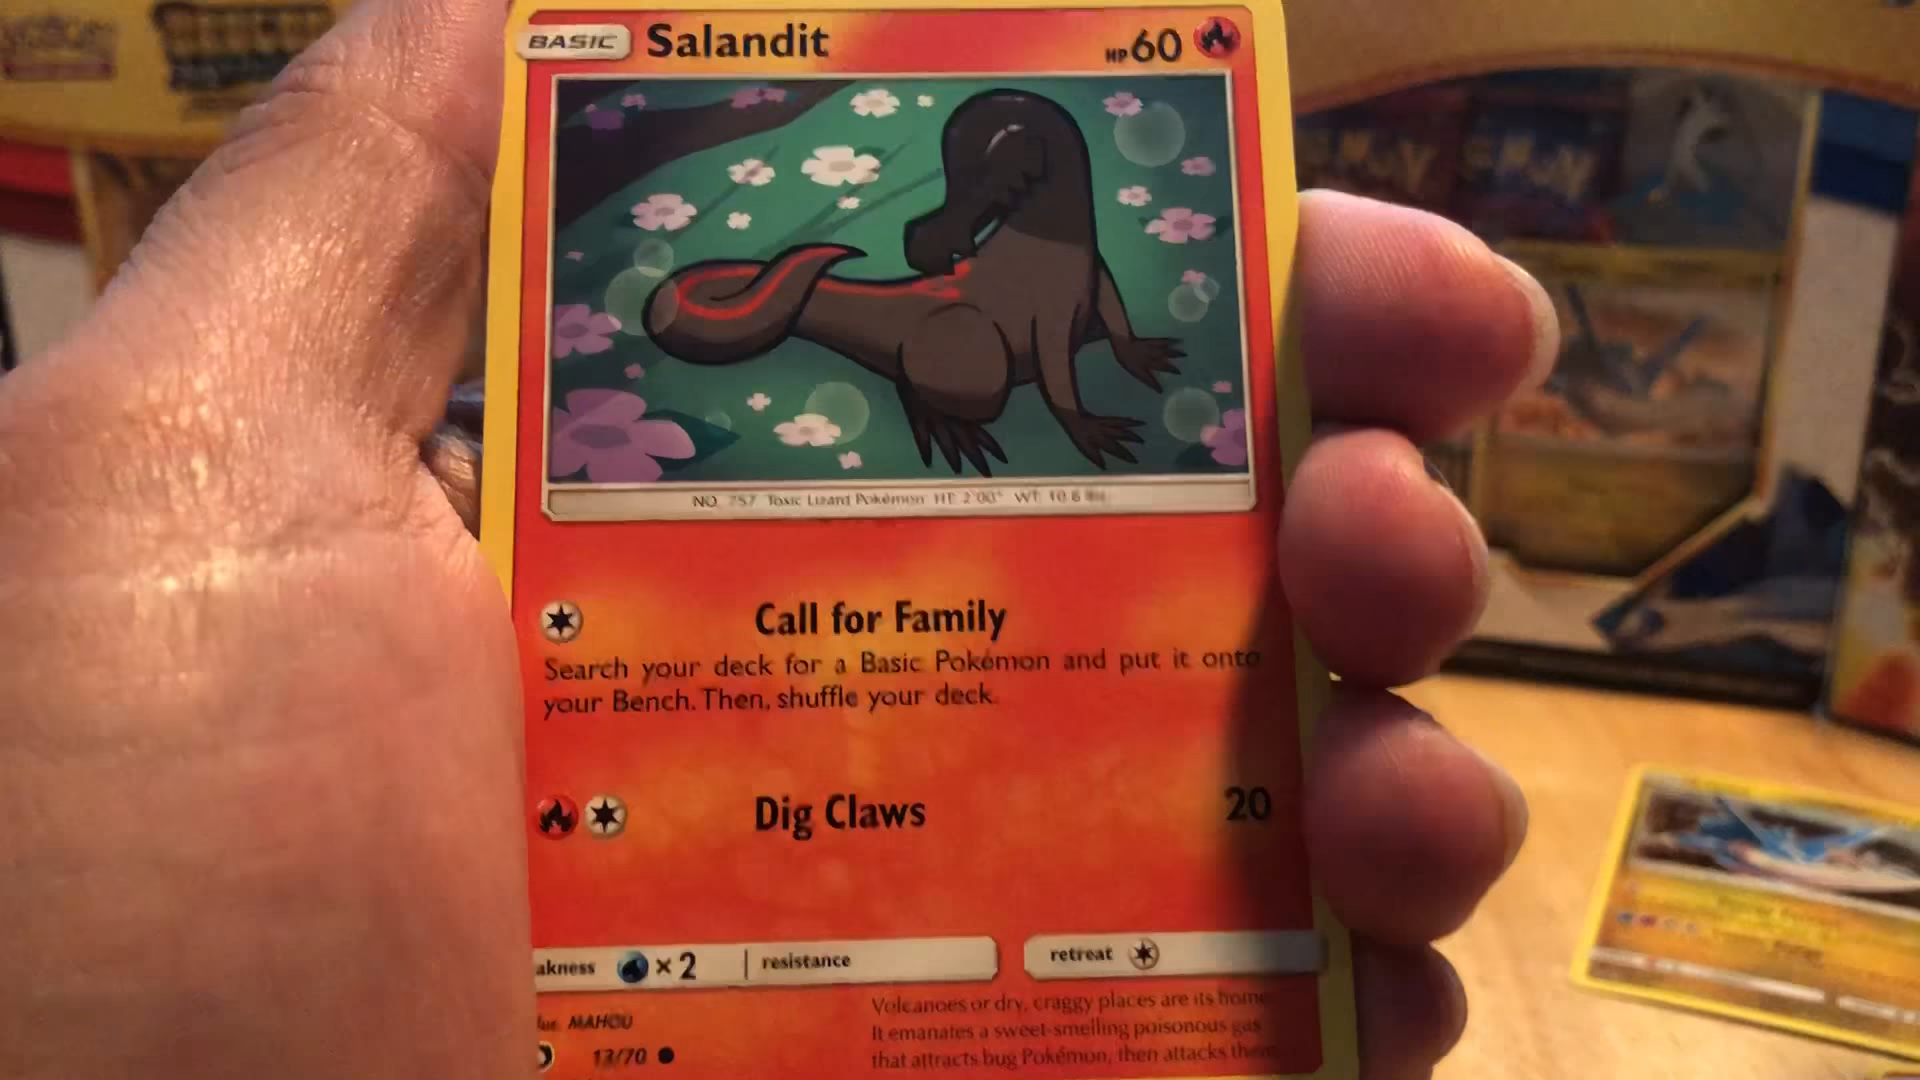 BASIC Salandit HP 60
NO. 757 Toxic Lizard Pokémon HT: 2'00" WT: 10.6 lbs.
Call for Family
Search your deck for a Basic Pokémon and put it onto
your Bench. Then, shuffle your deck.
Dig Claws 20
akness ×2 resistance retreat
MAHOU
13/70
Volcanoes or dry, craggy places are its home.
It emanates a sweet-smelling poisonous gas
that attracts bug Pokémon, then attacks them.